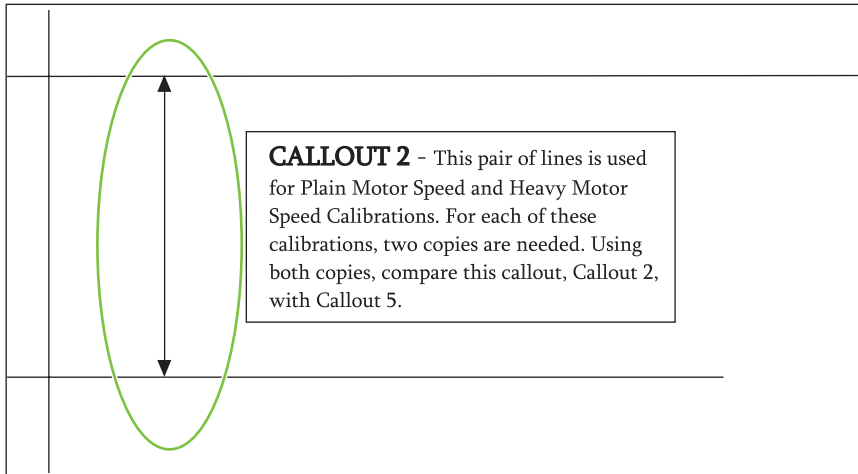 CALLOUT 2 - This pair of lines is used
for Plain Motor Speed and Heavy Motor
Speed Calibrations. For each of these
calibrations, two copies are needed. Using
both copies, compare this callout, Callout 2,
with Callout 5.